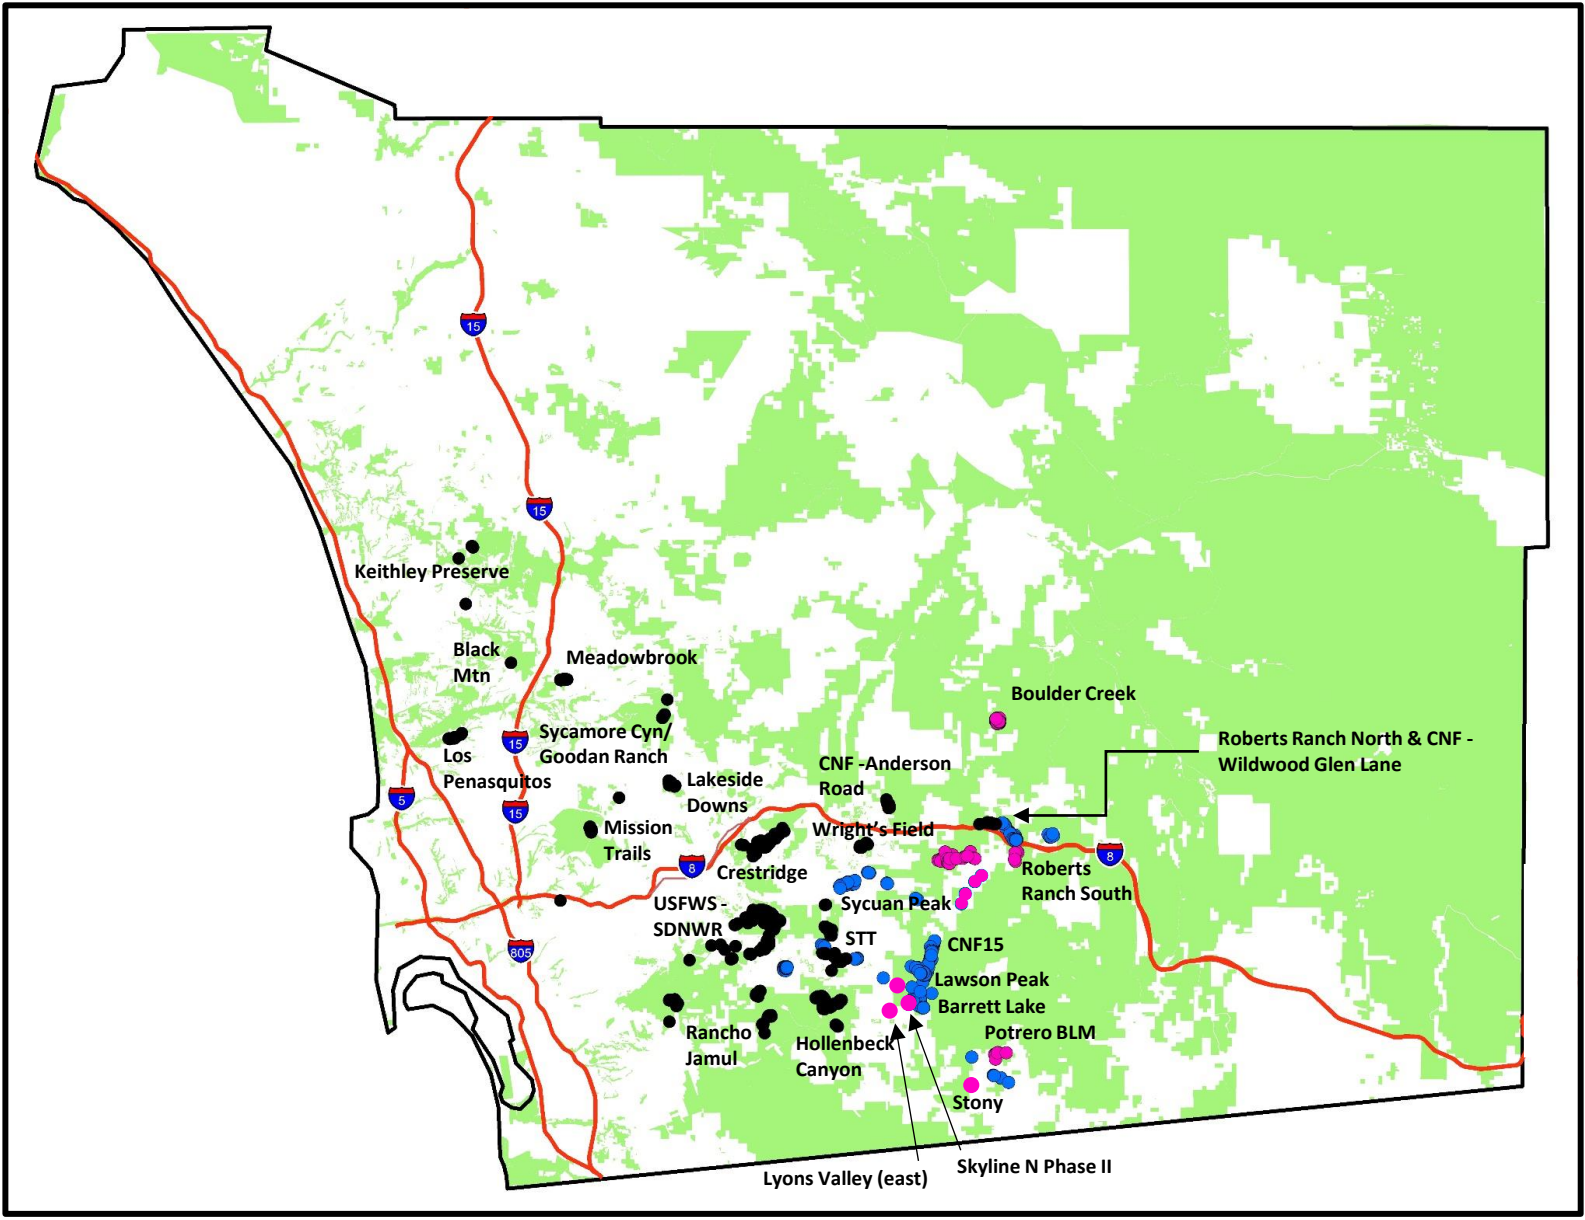 15
15
Keithley Preserve
Black
Mtn
Meadowbrook
Boulder Creek
Sycamore Cyn/
Goodan Ranch
15
Los
Penasquitos
Roberts Ranch North & CNF -
Wildwood Glen Lane
CNF -Anderson
Road
Lakeside
Downs
5
15
Mission
Trails
Wright's Field
8
8
Crestridge
Roberts
Ranch South
USFWS -
SDNWR
Sycuan Peak
STT
CNF15
805
Lawson Peak
Barrett Lake
Rancho
Jamul
Hollenbeck
Canyon
Potrero BLM
Stony
Skyline N Phase II
Lyons Valley (east)